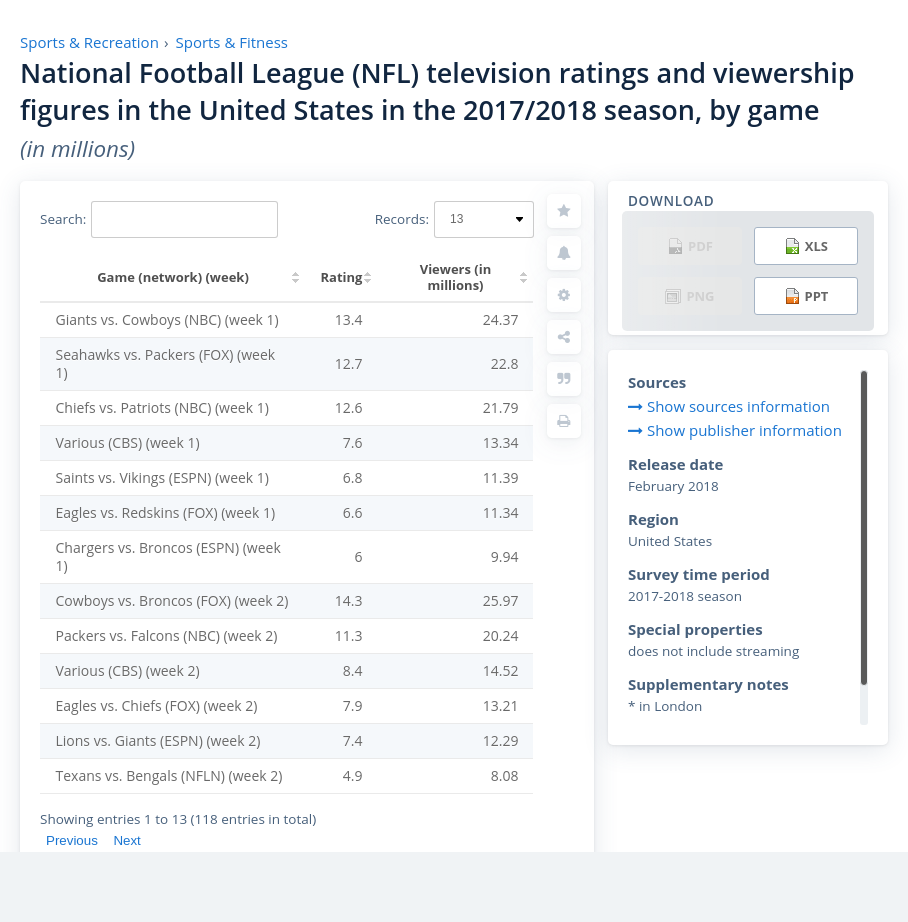 Sports & Recreation › Sports & Fitness
National Football League (NFL) television ratings and viewership
figures in the United States in the 2017/2018 season, by game
(in millions)
Search:
Records: 13
Game (network) (week) Rating Viewers (in
millions)
Giants vs. Cowboys (NBC) (week 1) 13.4 24.37
Seahawks vs. Packers (FOX) (week
1) 12.7 22.8
Chiefs vs. Patriots (NBC) (week 1) 12.6 21.79
Various (CBS) (week 1) 7.6 13.34
Saints vs. Vikings (ESPN) (week 1) 6.8 11.39
Eagles vs. Redskins (FOX) (week 1) 6.6 11.34
Chargers vs. Broncos (ESPN) (week
1) 6 9.94
Cowboys vs. Broncos (FOX) (week 2) 14.3 25.97
Packers vs. Falcons (NBC) (week 2) 11.3 20.24
Various (CBS) (week 2) 8.4 14.52
Eagles vs. Chiefs (FOX) (week 2) 7.9 13.21
Lions vs. Giants (ESPN) (week 2) 7.4 12.29
Texans vs. Bengals (NFLN) (week 2) 4.9 8.08
Showing entries 1 to 13 (118 entries in total)
Previous Next
DOWNLOAD
PDF XLS
PNG PPT
Sources
Show sources information
Show publisher information
Release date
February 2018
Region
United States
Survey time period
2017-2018 season
Special properties
does not include streaming
Supplementary notes
* in London